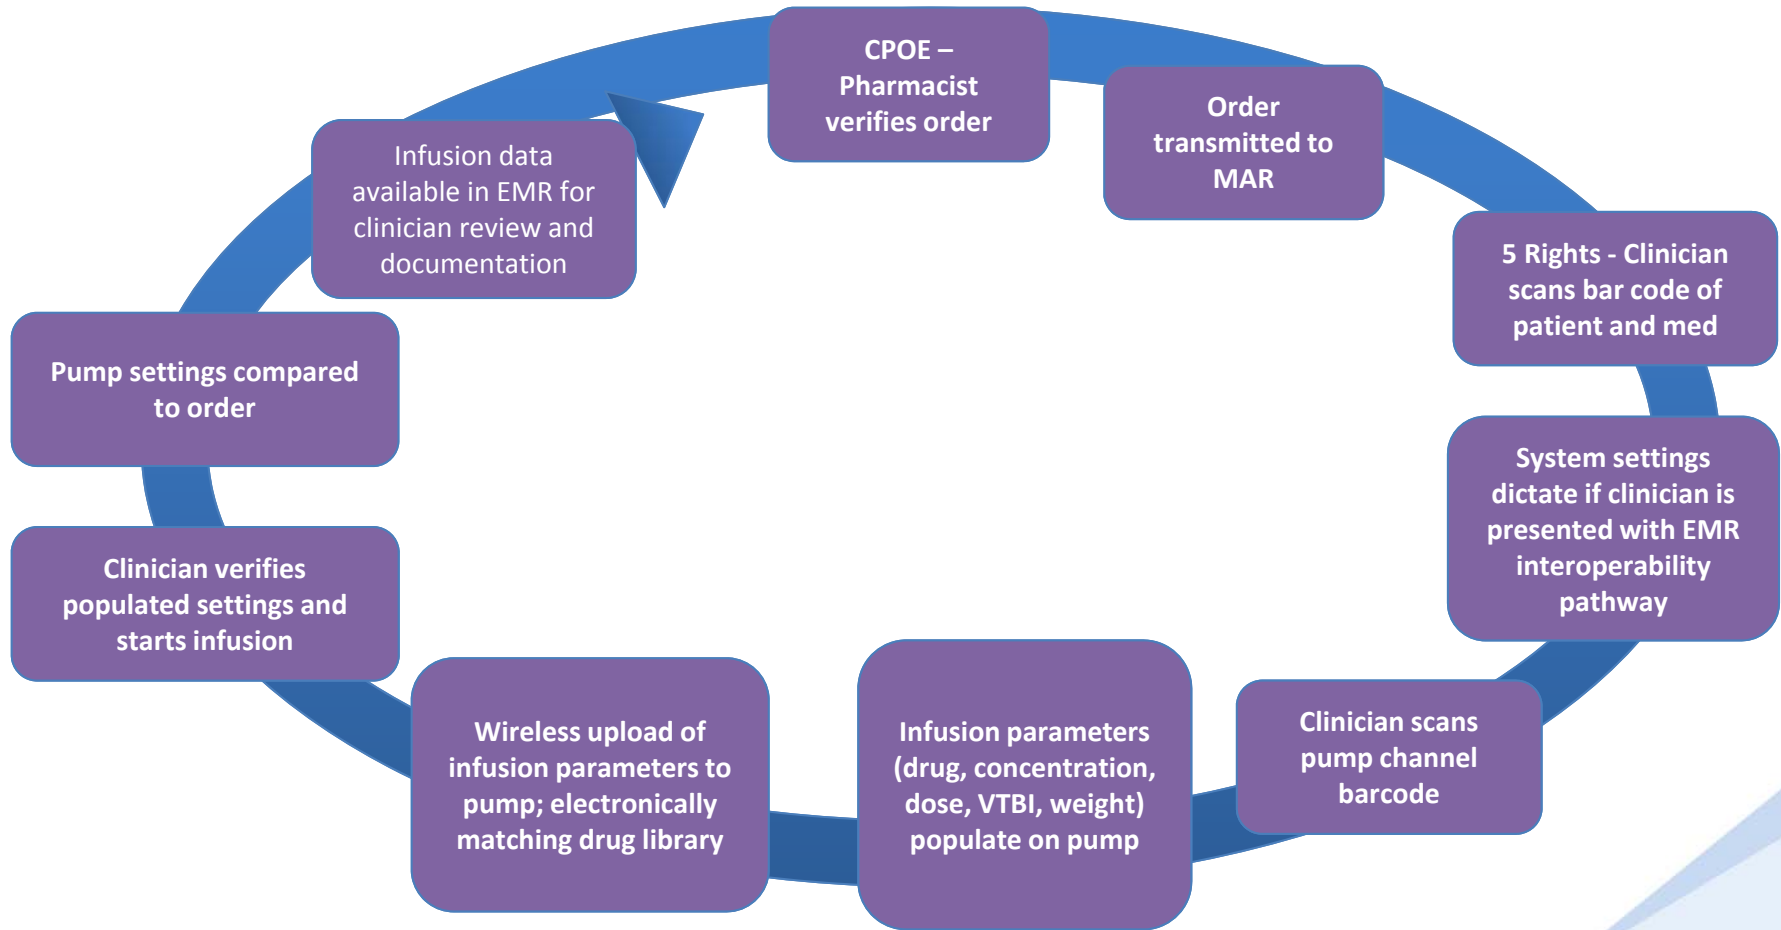 CPOE –
Pharmacist
verifies order
Order
transmitted to
MAR
5 Rights - Clinician
scans bar code of
patient and med
System settings
dictate if clinician is
presented with EMR
interoperability
pathway
Clinician scans
pump channel
barcode
Infusion parameters
(drug, concentration,
dose, VTBI, weight)
populate on pump
Wireless upload of
infusion parameters to
pump; electronically
matching drug library
Clinician verifies
populated settings and
starts infusion
Pump settings compared
to order
Infusion data
available in EMR for
clinician review and
documentation